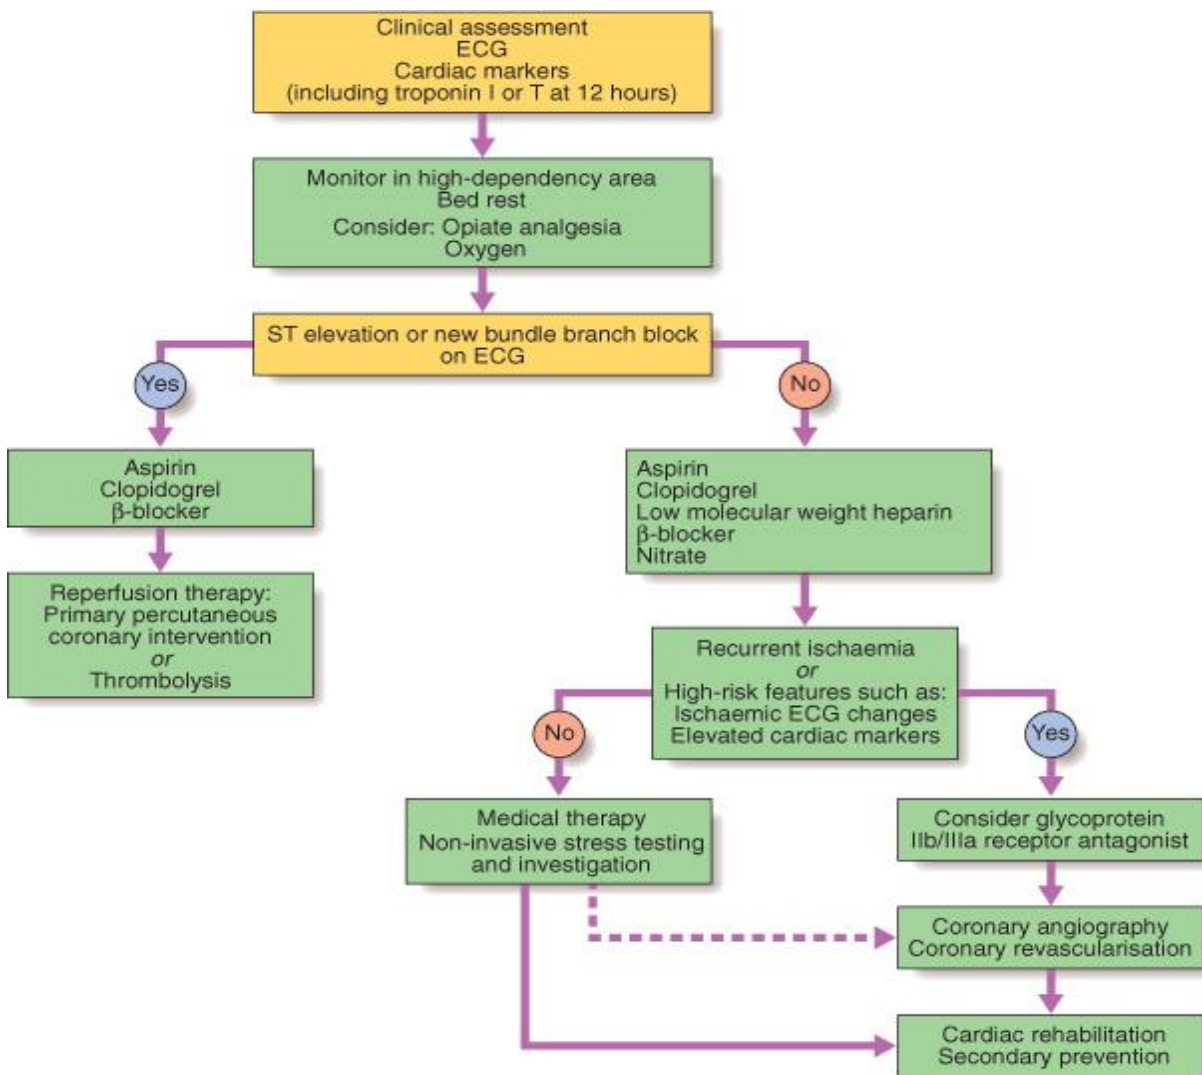 Clinical assessment
ECG
Cardiac markers
(including troponin I or T at 12 hours)
Monitor in high-dependency area
Bed rest
Consider: Opiate analgesia
Oxygen
ST elevation or new bundle branch block
on ECG
Yes
No
Aspirin
Clopidogrel
β-blocker
Aspirin
Clopidogrel
Low molecular weight heparin
β-blocker
Nitrate
Reperfusion therapy:
Primary percutaneous
coronary intervention
or
Thrombolysis
Recurrent ischaemia
or
High-risk features such as:
Ischaemic ECG changes
Elevated cardiac markers
No
Yes
Medical therapy
Non-invasive stress testing
and investigation
Consider glycoprotein
IIb/IIIa receptor antagonist
Coronary angiography
Coronary revascularisation
Cardiac rehabilitation
Secondary prevention